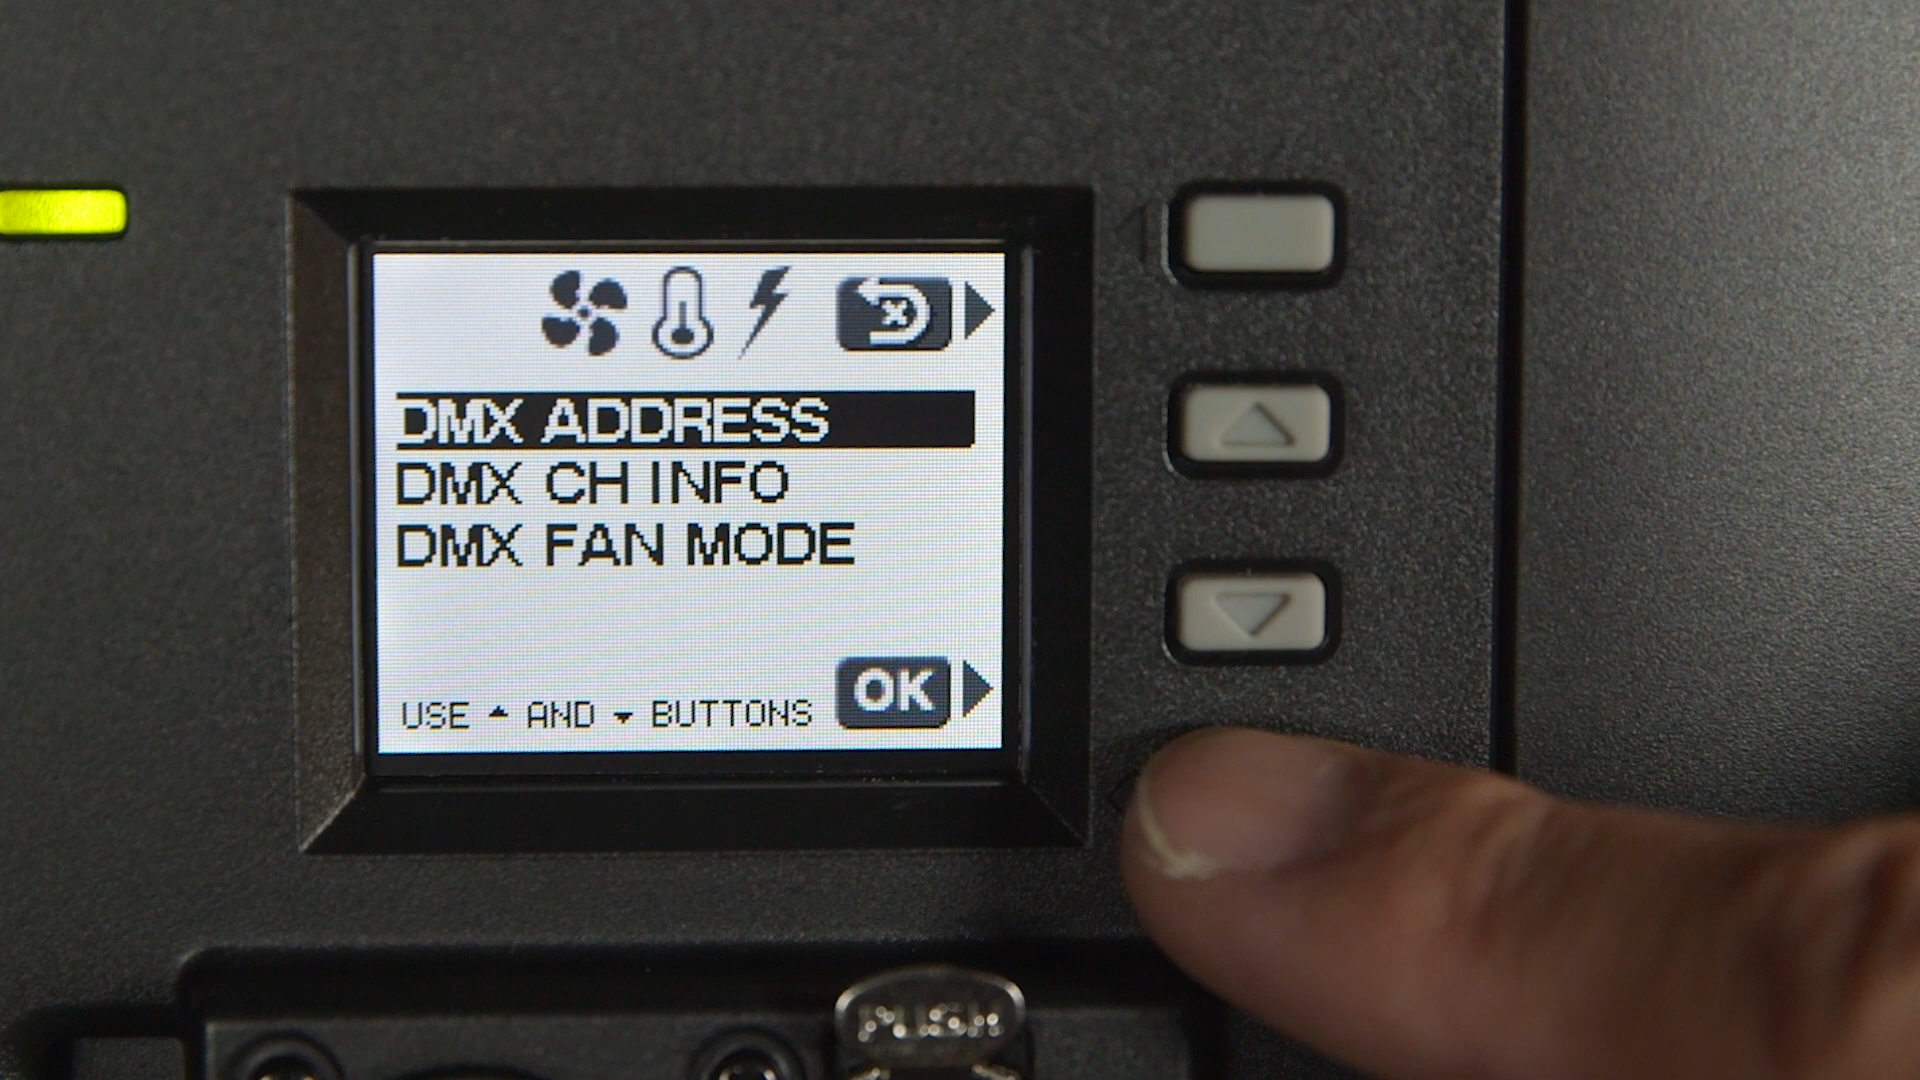 DMX ADDRESS
DMX CH INFO
DMX FAN MODE
USE ▲ AND ▼ BUTTONS
OK
PUSH